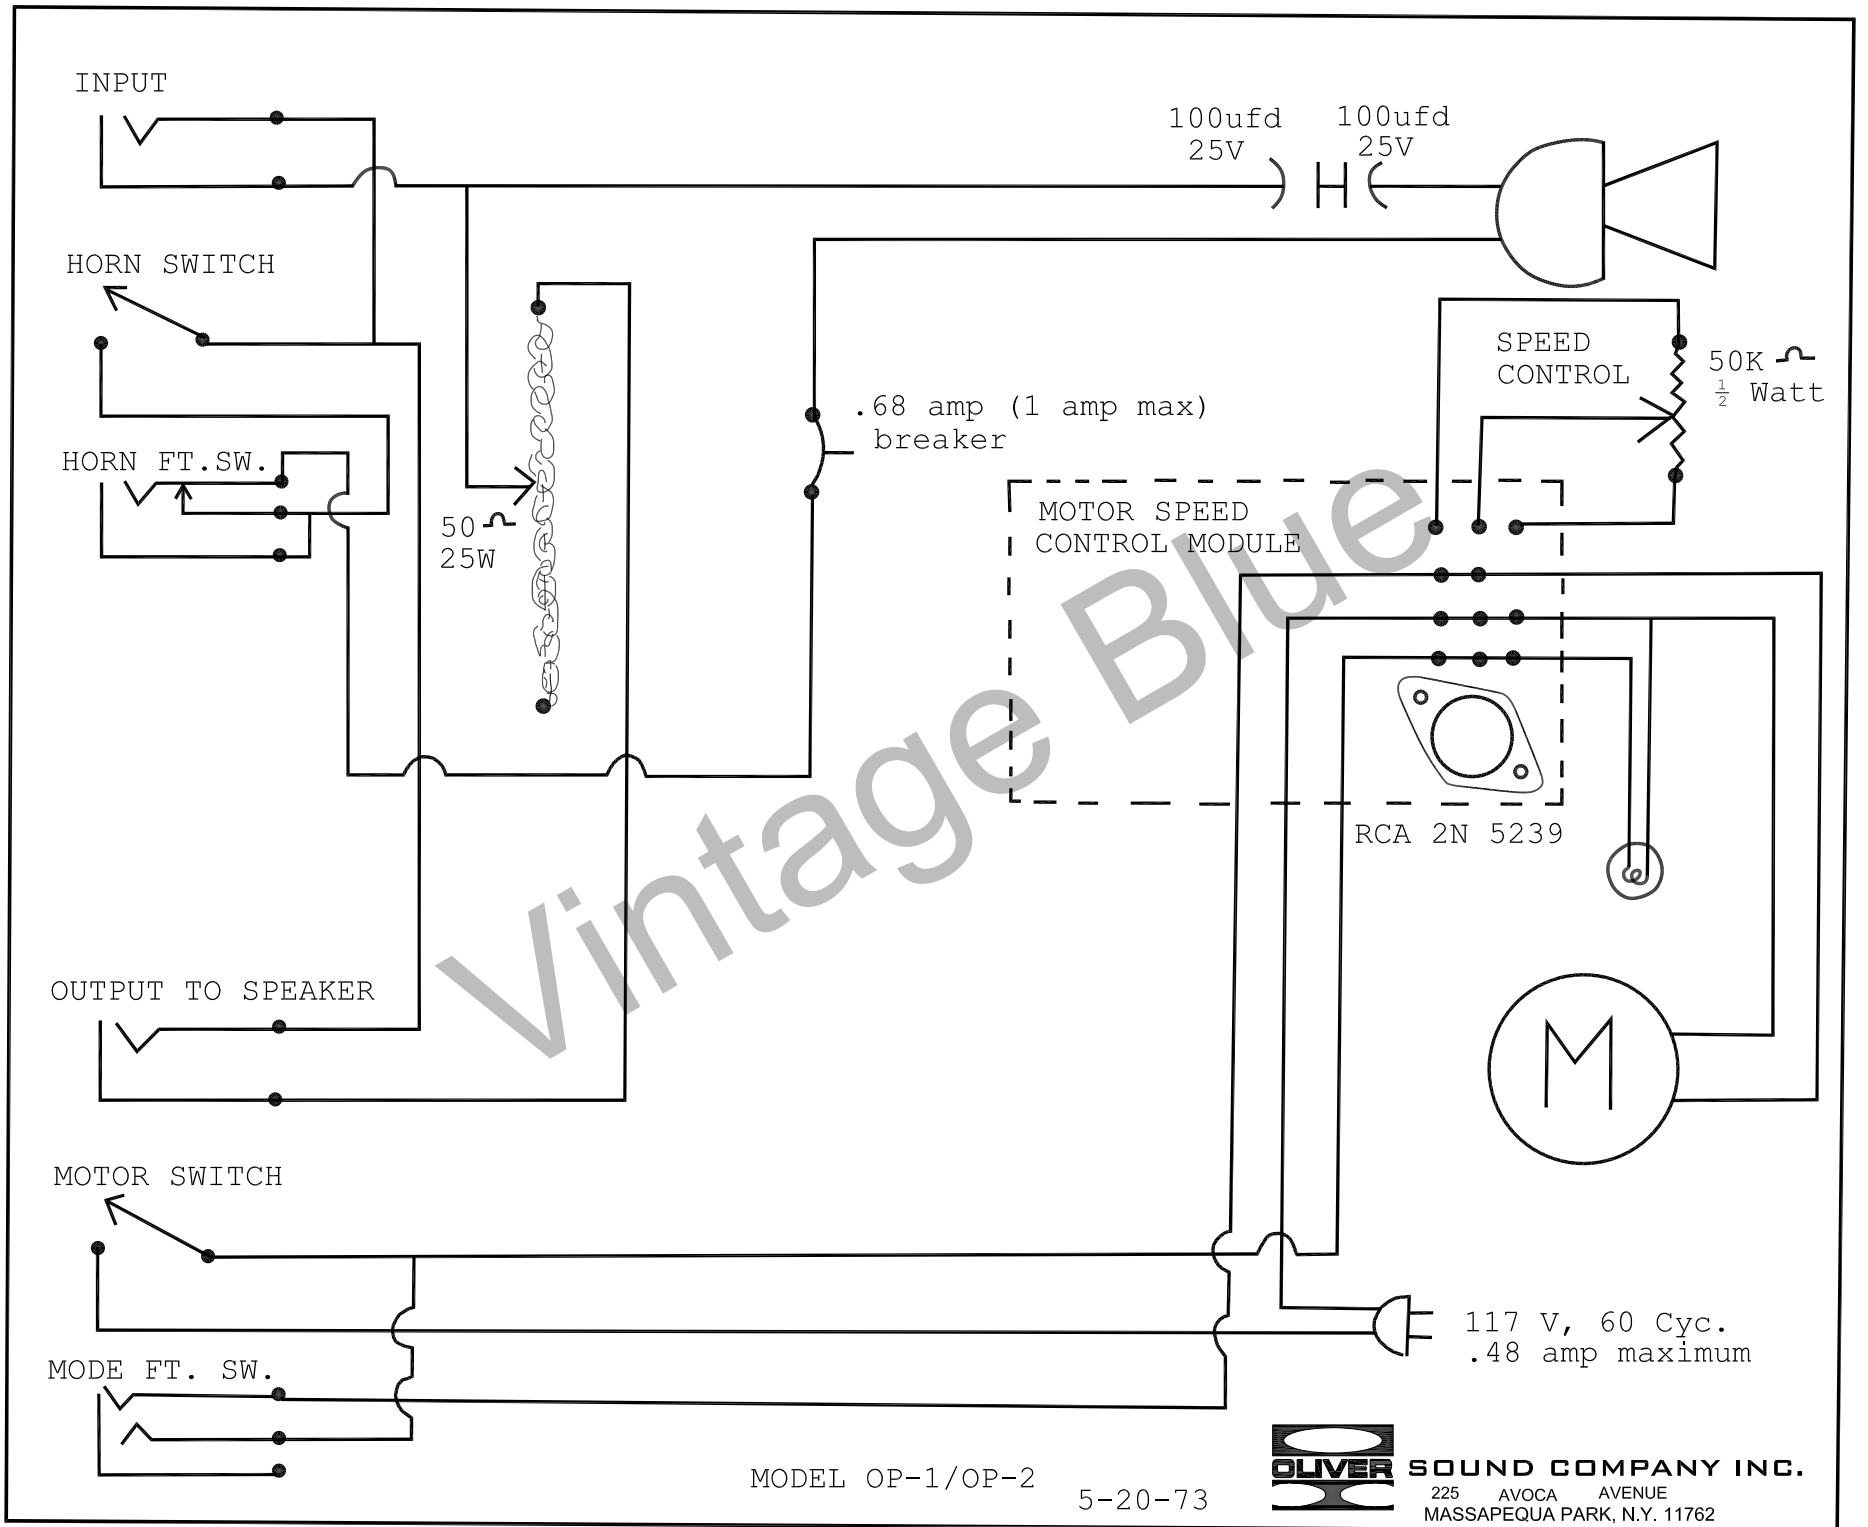 INPUT
100ufd
25V
100ufd
25V
HORN SWITCH
SPEED
CONTROL
50K
½ Watt
.68 amp (1 amp max)
breaker
HORN FT.SW.
50
25W
MOTOR SPEED
CONTROL MODULE
Vintage Blue
RCA 2N 5239
OUTPUT TO SPEAKER
M
MOTOR SWITCH
117 V, 60 Cyc.
.48 amp maximum
MODE FT. SW.
MODEL OP-1/OP-2
5-20-73
OLIVER SOUND COMPANY INC.
225 AVOCA AVENUE
MASSAPEQUA PARK, N.Y. 11762